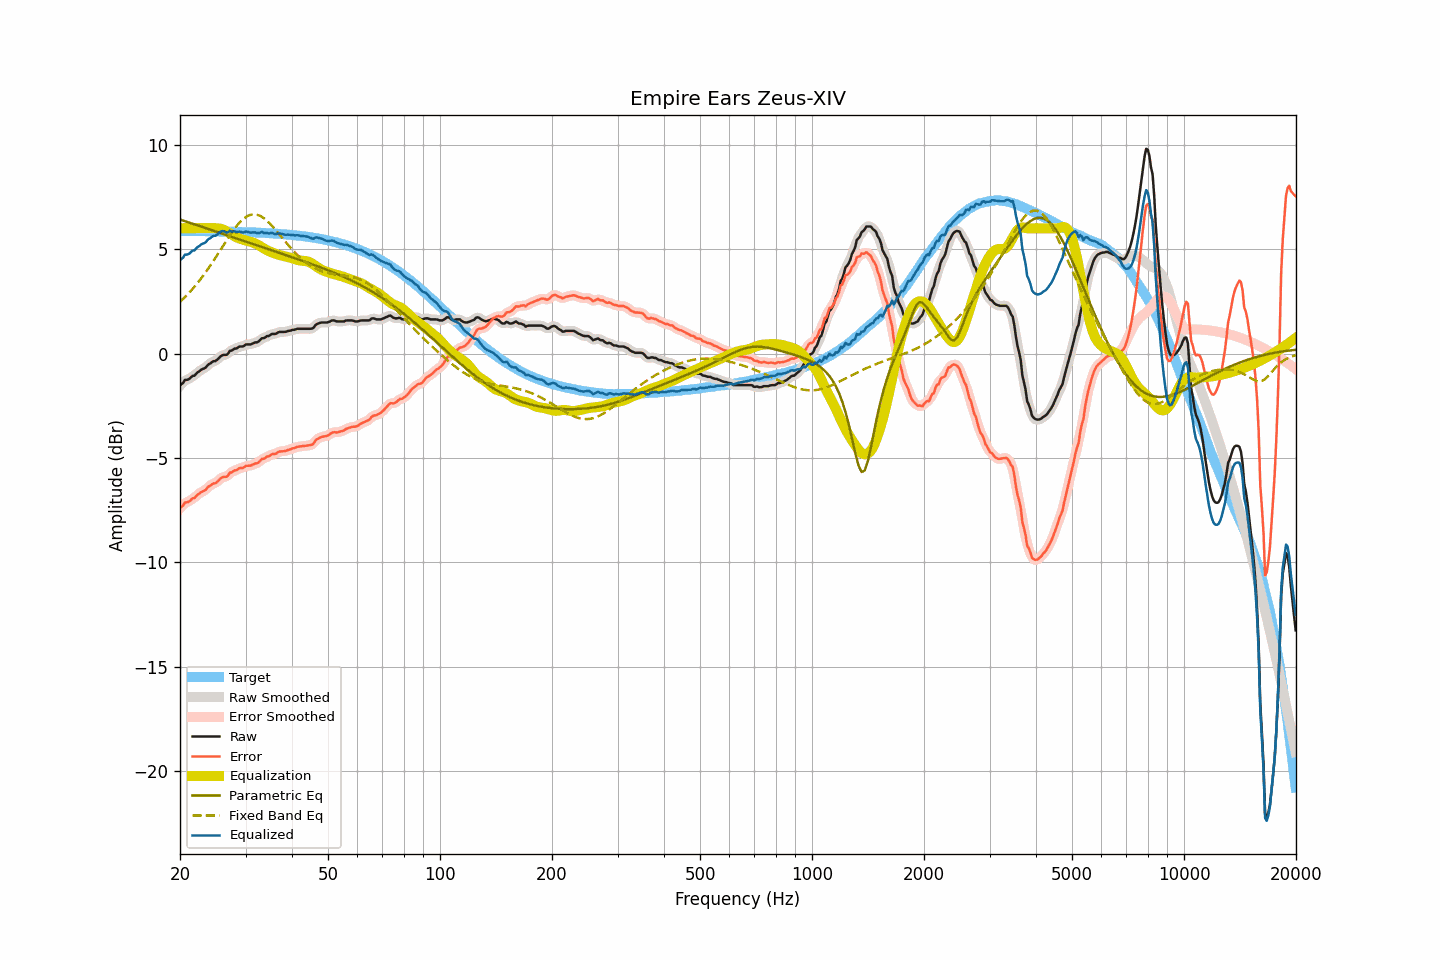 Empire Ears Zeus-XIV
10
5
0
−5
−10
−15
−20
Amplitude (dBr)
Target
Raw Smoothed
Error Smoothed
Raw
Error
Equalization
Parametric Eq
Fixed Band Eq
Equalized
20 50 100 200 500 1000 2000 5000 10000 20000
Frequency (Hz)